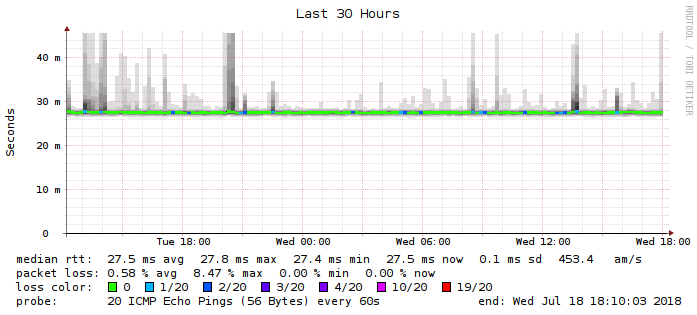 Last 30 Hours
RRDTOOL / TOBI OETIKER
Seconds
40 m
30 m
20 m
10 m
0
Tue 18:00 Wed 00:00 Wed 06:00 Wed 12:00 Wed 18:00
median rtt: 27.5 ms avg 27.8 ms max 27.4 ms min 27.5 ms now 0.1 ms sd 453.4 am/s
packet loss: 0.58 % avg 8.47 % max 0.00 % min 0.00 % now
loss color: 0 1/20 2/20 3/20 4/20 10/20 19/20
probe: 20 ICMP Echo Pings (56 Bytes) every 60s end: Wed Jul 18 18:10:03 2018